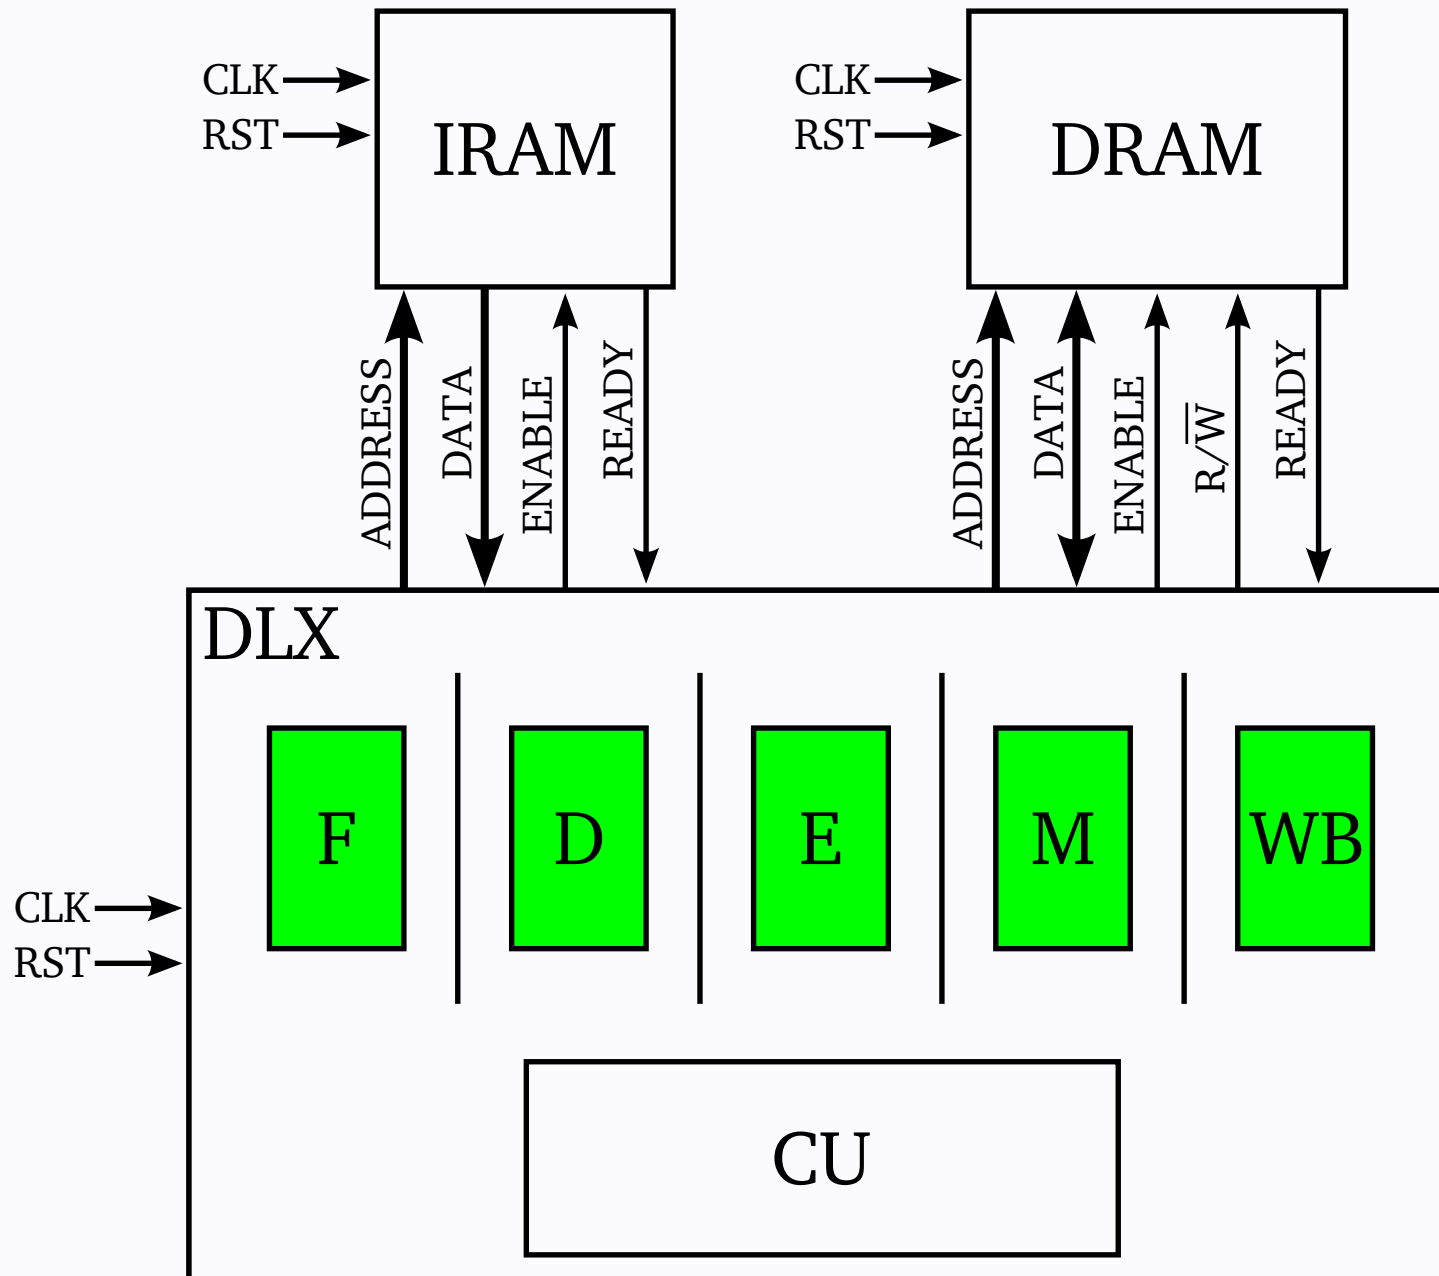 CLK
RST
IRAM
CLK
RST
DRAM
ADDRESS
DATA
ENABLE
READY
ADDRESS
DATA
ENABLE
R/W̅
READY
DLX
F
D
E
M
WB
CLK
RST
CU